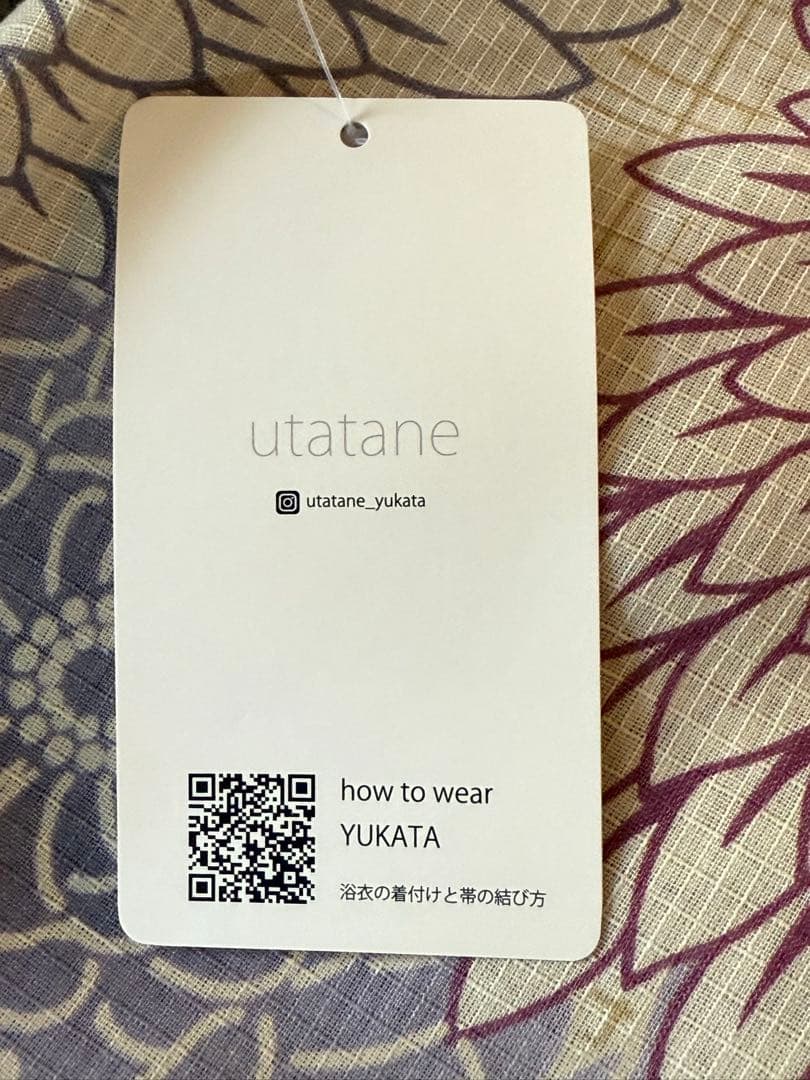 utatane
utatane_yukata
how to wear
YUKATA
浴衣の着付けと帯の結び方